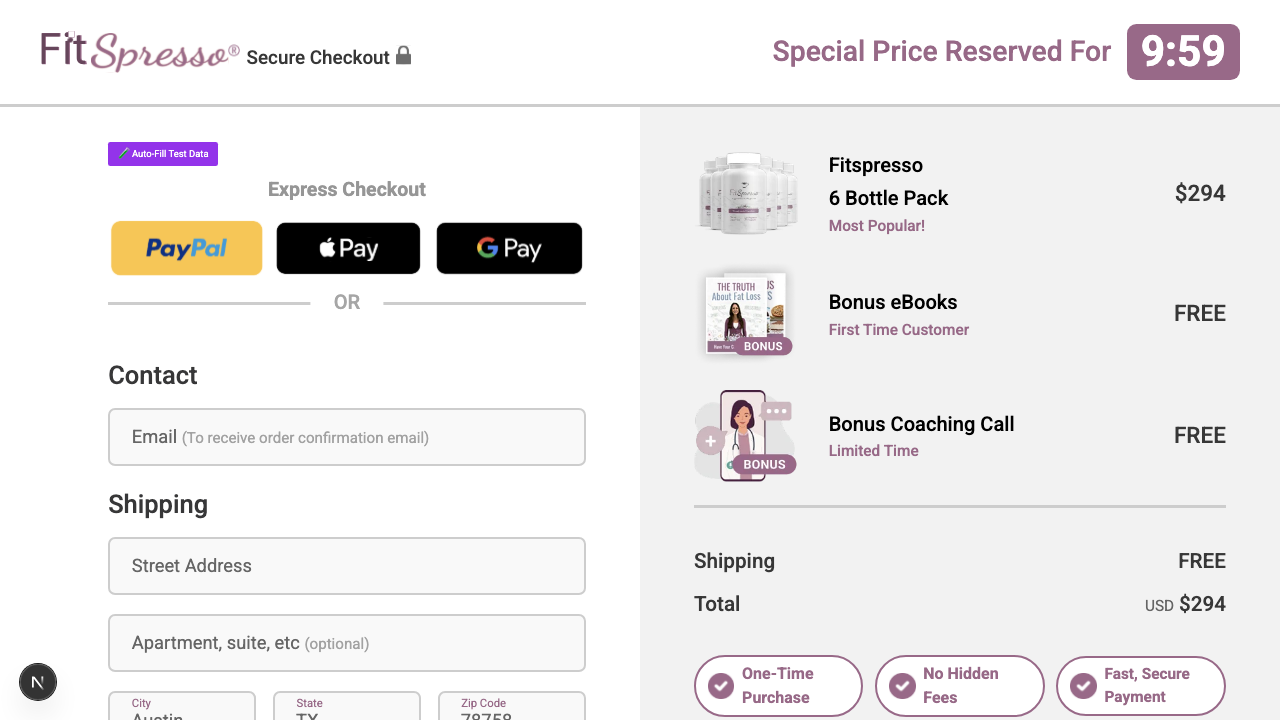 FitSpresso® Secure Checkout
Special Price Reserved For 9:59
Auto-Fill Test Data
Express Checkout
PayPal
Pay
G Pay
OR
Contact
Email (To receive order confirmation email)
Shipping
Street Address
Apartment, suite, etc (optional)
City
Austin
State
TX
Zip Code
78758
N
FitSpresso
Fitspresso
6 Bottle Pack
Most Popular!
$294
THE TRUTH
About Fat Loss
BONUS
Bonus eBooks
First Time Customer
FREE
BONUS
Bonus Coaching Call
Limited Time
FREE
Shipping FREE
Total USD $294
One-Time
Purchase
No Hidden
Fees
Fast, Secure
Payment